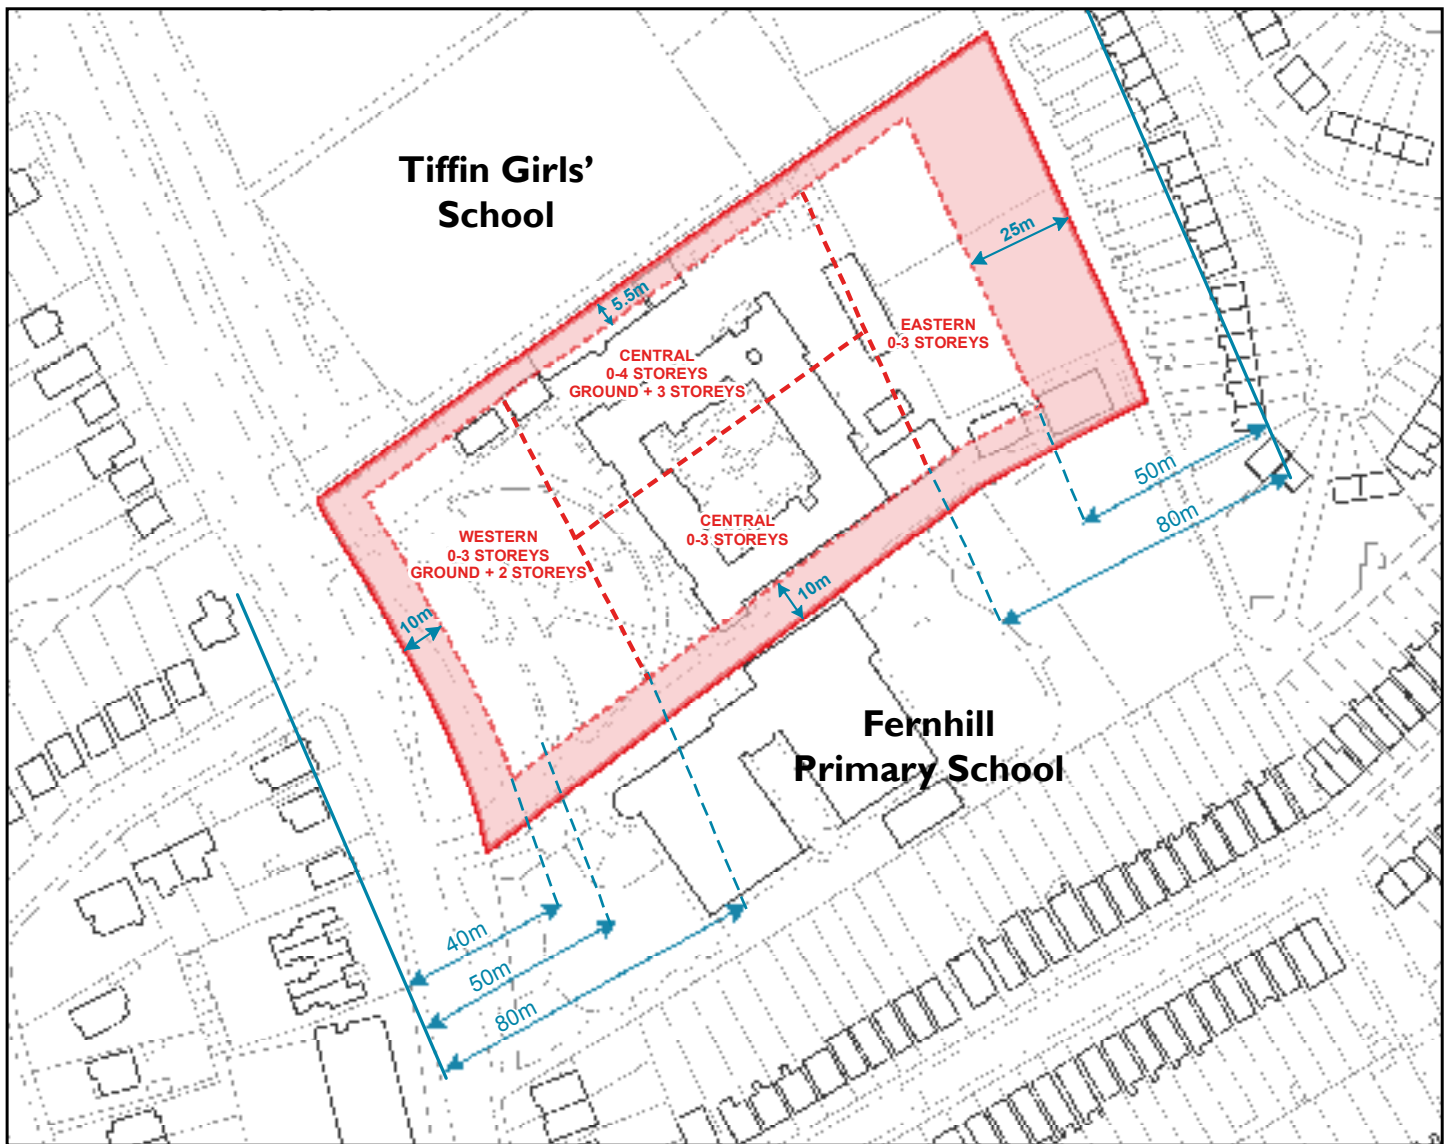 Tiffin Girls'
School
25m
5.5m
EASTERN
0-3 STOREYS
CENTRAL
0-4 STOREYS
GROUND + 3 STOREYS
50m
80m
CENTRAL
0-3 STOREYS
WESTERN
0-3 STOREYS
GROUND + 2 STOREYS
10m
10m
Fernhill
Primary School
40m
50m
80m